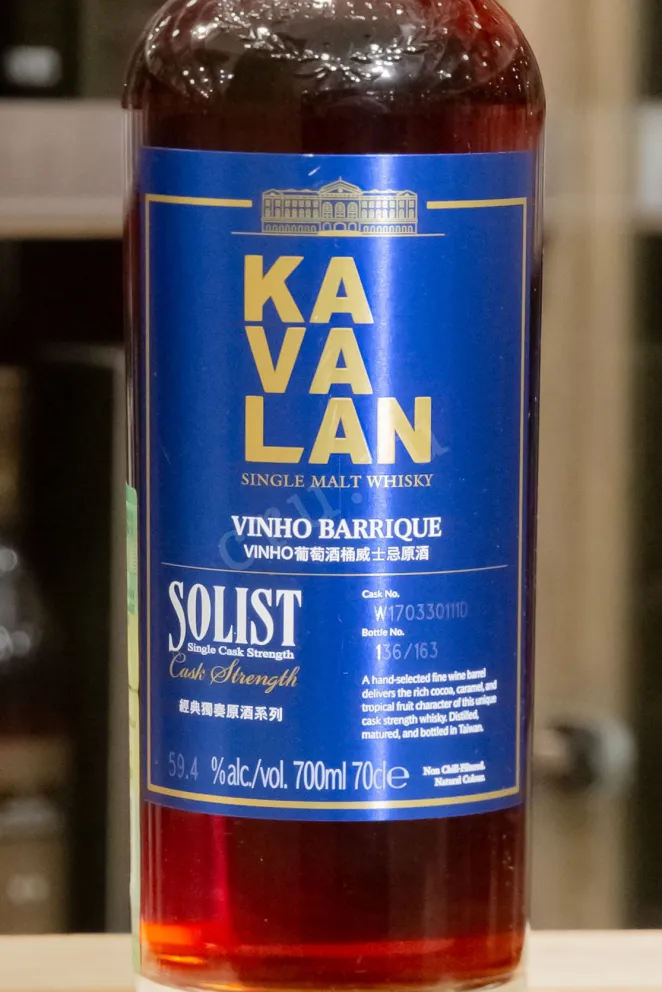 KA
VA
LAN
SINGLE MALT WHISKY
VINHO BARRIQUE
VINHO葡萄酒桶威士忌原酒
SOLIST
Single Cask Strength
Cask Strength
經典獨奏原酒系列
Cask No.
W170330111D
Bottle No.
136/163
A hand-selected fine wine barrel
delivers the rich cocoa, caramel, and
tropical fruit character of this unique
cask strength whisky. Distilled,
matured, and bottled in Taiwan.
59.4 %alc./vol. 700ml 70cle
Non Chill-Filtered.
Natural Colour.